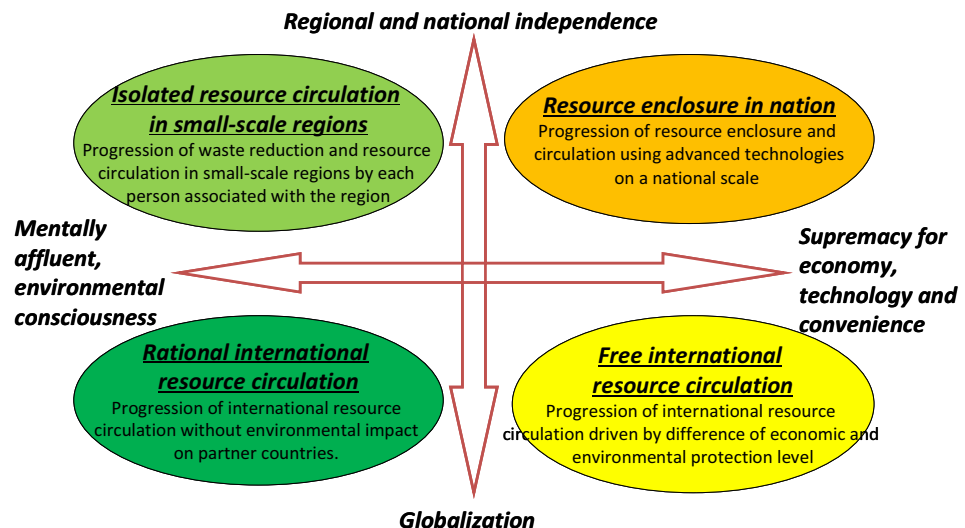 Regional and national independence
Isolated resource circulation
in small-scale regions
Progression of waste reduction and resource
circulation in small-scale regions by each
person associated with the region
Resource enclosure in nation
Progression of resource enclosure and
circulation using advanced technologies
on a national scale
Mentally
affluent,
environmental
consciousness
Supremacy for
economy,
technology and
convenience
Rational international
resource circulation
Progression of international resource
circulation without environmental impact
on partner countries.
Free international
resource circulation
Progression of international resource
circulation driven by difference of economic and
environmental protection level
Globalization